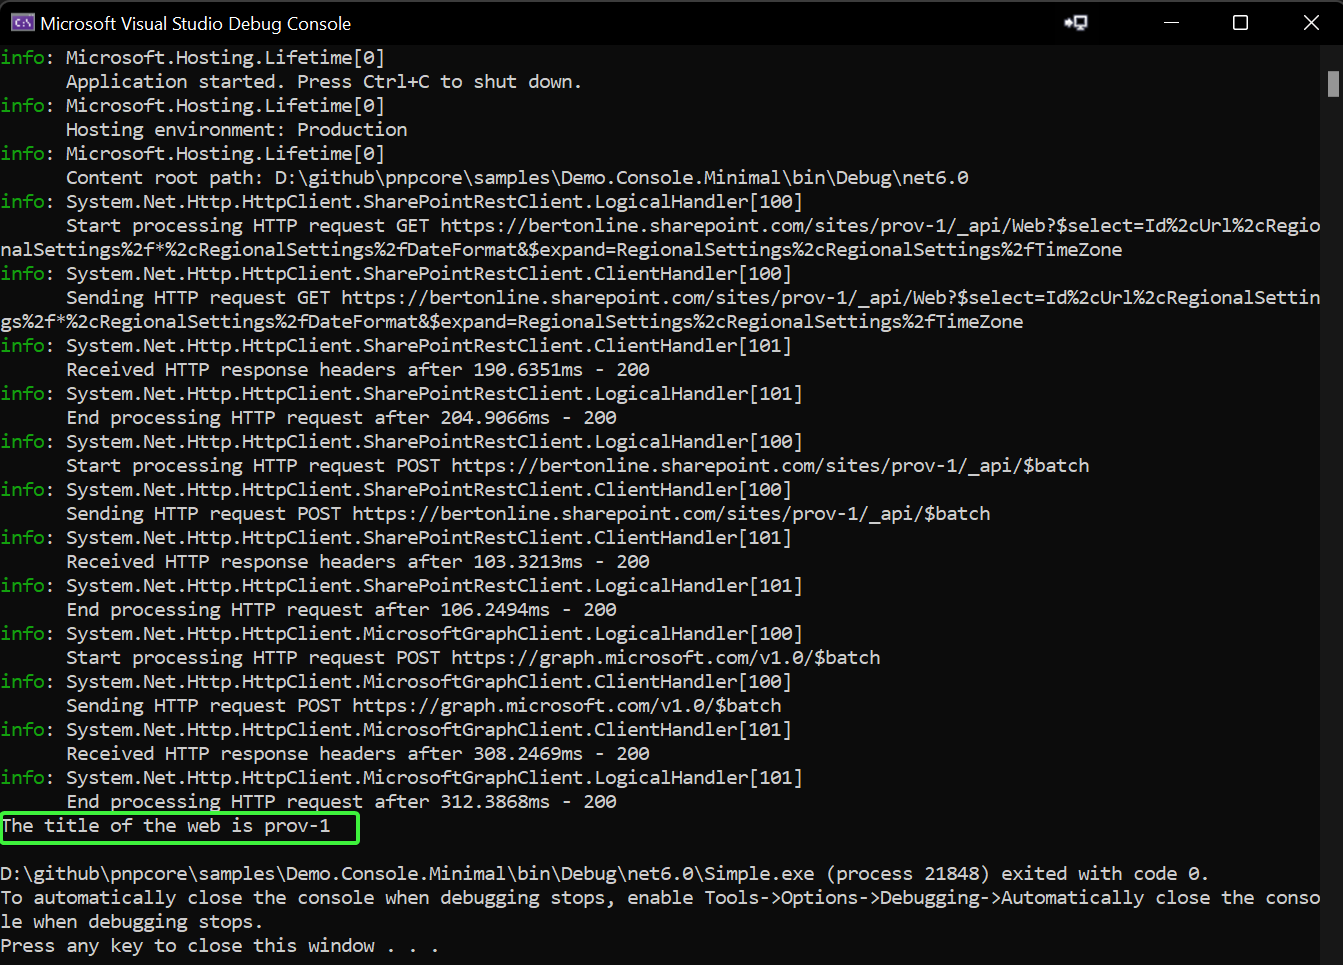 Microsoft Visual Studio Debug Console
info: Microsoft.Hosting.Lifetime[0]
      Application started. Press Ctrl+C to shut down.
info: Microsoft.Hosting.Lifetime[0]
      Hosting environment: Production
info: Microsoft.Hosting.Lifetime[0]
      Content root path: D:\github\pnpcore\samples\Demo.Console.Minimal\bin\Debug\net6.0
info: System.Net.Http.HttpClient.SharePointRestClient.LogicalHandler[100]
      Start processing HTTP request GET https://bertonline.sharepoint.com/sites/prov-1/_api/Web?$select=Id%2cUrl%2cRegio
nalSettings%2f*%2cRegionalSettings%2fDateFormat&$expand=RegionalSettings%2cRegionalSettings%2fTimeZone
info: System.Net.Http.HttpClient.SharePointRestClient.ClientHandler[100]
      Sending HTTP request GET https://bertonline.sharepoint.com/sites/prov-1/_api/Web?$select=Id%2cUrl%2cRegionalSettin
gs%2f*%2cRegionalSettings%2fDateFormat&$expand=RegionalSettings%2cRegionalSettings%2fTimeZone
info: System.Net.Http.HttpClient.SharePointRestClient.ClientHandler[101]
      Received HTTP response headers after 190.6351ms - 200
info: System.Net.Http.HttpClient.SharePointRestClient.LogicalHandler[101]
      End processing HTTP request after 204.9066ms - 200
info: System.Net.Http.HttpClient.SharePointRestClient.LogicalHandler[100]
      Start processing HTTP request POST https://bertonline.sharepoint.com/sites/prov-1/_api/$batch
info: System.Net.Http.HttpClient.SharePointRestClient.ClientHandler[100]
      Sending HTTP request POST https://bertonline.sharepoint.com/sites/prov-1/_api/$batch
info: System.Net.Http.HttpClient.SharePointRestClient.ClientHandler[101]
      Received HTTP response headers after 103.3213ms - 200
info: System.Net.Http.HttpClient.SharePointRestClient.LogicalHandler[101]
      End processing HTTP request after 106.2494ms - 200
info: System.Net.Http.HttpClient.MicrosoftGraphClient.LogicalHandler[100]
      Start processing HTTP request POST https://graph.microsoft.com/v1.0/$batch
info: System.Net.Http.HttpClient.MicrosoftGraphClient.ClientHandler[100]
      Sending HTTP request POST https://graph.microsoft.com/v1.0/$batch
info: System.Net.Http.HttpClient.MicrosoftGraphClient.ClientHandler[101]
      Received HTTP response headers after 308.2469ms - 200
info: System.Net.Http.HttpClient.MicrosoftGraphClient.LogicalHandler[101]
      End processing HTTP request after 312.3868ms - 200
The title of the web is prov-1
D:\github\pnpcore\samples\Demo.Console.Minimal\bin\Debug\net6.0\Simple.exe (process 21848) exited with code 0.
To automatically close the console when debugging stops, enable Tools->Options->Debugging->Automatically close the conso
le when debugging stops.
Press any key to close this window . . .